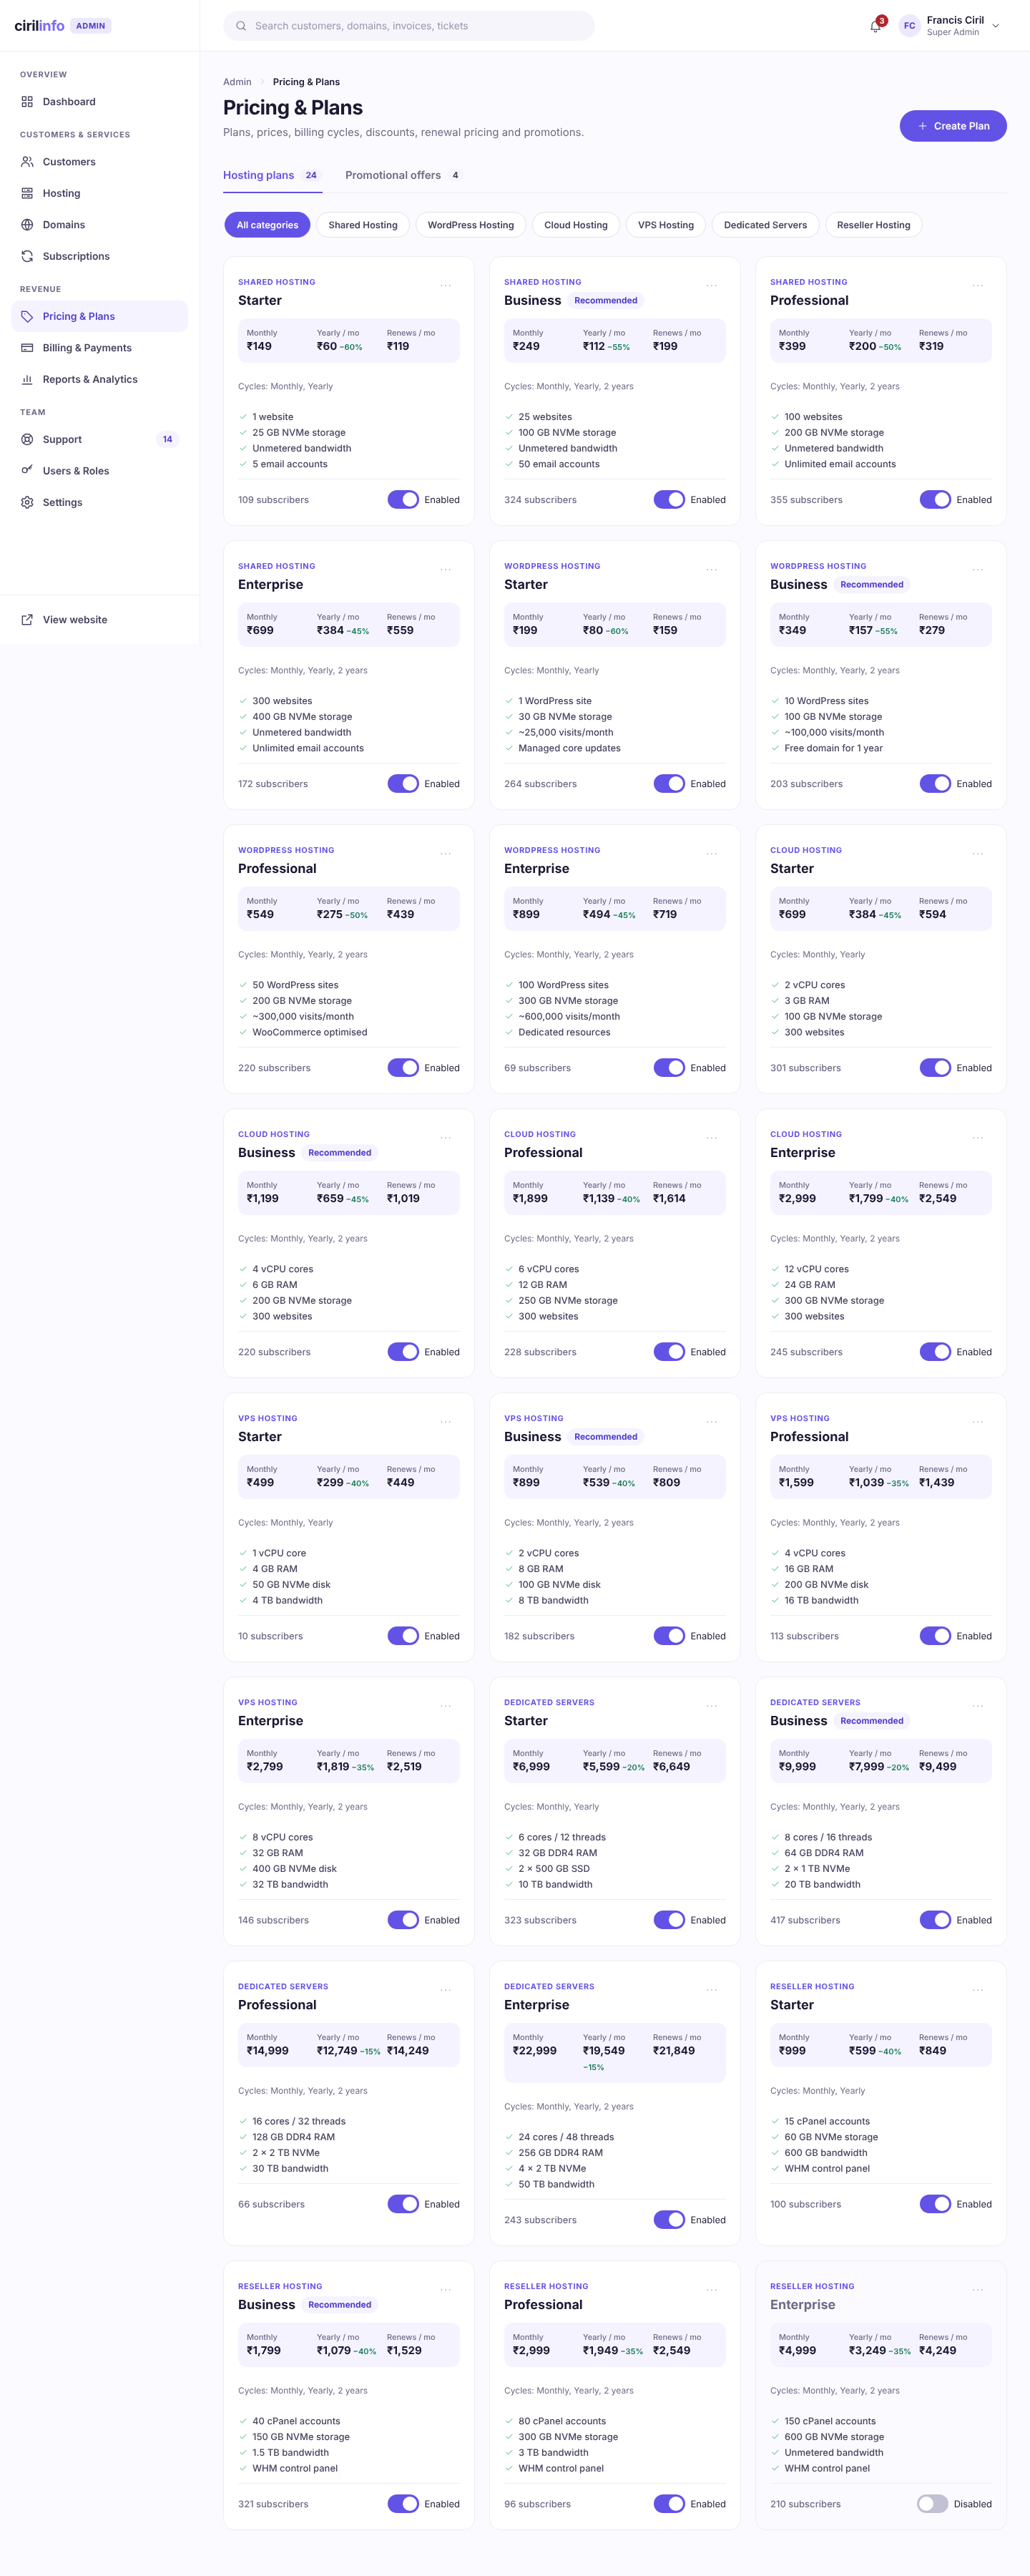 cirilinfo ADMIN
Search customers, domains, invoices, tickets
3
FC
Francis Ciril
Super Admin
OVERVIEW
Dashboard
CUSTOMERS & SERVICES
Customers
Hosting
Domains
Subscriptions
REVENUE
Pricing & Plans
Billing & Payments
Reports & Analytics
TEAM
Support 14
Users & Roles
Settings
View website
Admin > Pricing & Plans
Pricing & Plans
Plans, prices, billing cycles, discounts, renewal pricing and promotions.
+ Create Plan
Hosting plans 24 Promotional offers 4
All categories Shared Hosting WordPress Hosting Cloud Hosting VPS Hosting Dedicated Servers Reseller Hosting
SHARED HOSTING
Starter
Monthly Yearly / mo Renews / mo
₹149 ₹60 −60% ₹119
Cycles: Monthly, Yearly
1 website
25 GB NVMe storage
Unmetered bandwidth
5 email accounts
109 subscribers Enabled
SHARED HOSTING
Business Recommended
Monthly Yearly / mo Renews / mo
₹249 ₹112 −55% ₹199
Cycles: Monthly, Yearly, 2 years
25 websites
100 GB NVMe storage
Unmetered bandwidth
50 email accounts
324 subscribers Enabled
SHARED HOSTING
Professional
Monthly Yearly / mo Renews / mo
₹399 ₹200 −50% ₹319
Cycles: Monthly, Yearly, 2 years
100 websites
200 GB NVMe storage
Unmetered bandwidth
Unlimited email accounts
355 subscribers Enabled
SHARED HOSTING
Enterprise
Monthly Yearly / mo Renews / mo
₹699 ₹384 −45% ₹559
Cycles: Monthly, Yearly, 2 years
300 websites
400 GB NVMe storage
Unmetered bandwidth
Unlimited email accounts
172 subscribers Enabled
WORDPRESS HOSTING
Starter
Monthly Yearly / mo Renews / mo
₹199 ₹80 −60% ₹159
Cycles: Monthly, Yearly
1 WordPress site
30 GB NVMe storage
~25,000 visits/month
Managed core updates
264 subscribers Enabled
WORDPRESS HOSTING
Business Recommended
Monthly Yearly / mo Renews / mo
₹349 ₹157 −55% ₹279
Cycles: Monthly, Yearly, 2 years
10 WordPress sites
100 GB NVMe storage
~100,000 visits/month
Free domain for 1 year
203 subscribers Enabled
WORDPRESS HOSTING
Professional
Monthly Yearly / mo Renews / mo
₹549 ₹275 −50% ₹439
Cycles: Monthly, Yearly, 2 years
50 WordPress sites
200 GB NVMe storage
~300,000 visits/month
WooCommerce optimised
220 subscribers Enabled
WORDPRESS HOSTING
Enterprise
Monthly Yearly / mo Renews / mo
₹899 ₹494 −45% ₹719
Cycles: Monthly, Yearly, 2 years
100 WordPress sites
300 GB NVMe storage
~600,000 visits/month
Dedicated resources
69 subscribers Enabled
CLOUD HOSTING
Starter
Monthly Yearly / mo Renews / mo
₹699 ₹384 −45% ₹594
Cycles: Monthly, Yearly
2 vCPU cores
3 GB RAM
100 GB NVMe storage
300 websites
301 subscribers Enabled
CLOUD HOSTING
Business Recommended
Monthly Yearly / mo Renews / mo
₹1,199 ₹659 −45% ₹1,019
Cycles: Monthly, Yearly, 2 years
4 vCPU cores
6 GB RAM
200 GB NVMe storage
300 websites
220 subscribers Enabled
CLOUD HOSTING
Professional
Monthly Yearly / mo Renews / mo
₹1,899 ₹1,139 −40% ₹1,614
Cycles: Monthly, Yearly, 2 years
6 vCPU cores
12 GB RAM
250 GB NVMe storage
300 websites
228 subscribers Enabled
CLOUD HOSTING
Enterprise
Monthly Yearly / mo Renews / mo
₹2,999 ₹1,799 −40% ₹2,549
Cycles: Monthly, Yearly, 2 years
12 vCPU cores
24 GB RAM
300 GB NVMe storage
300 websites
245 subscribers Enabled
VPS HOSTING
Starter
Monthly Yearly / mo Renews / mo
₹499 ₹299 −40% ₹449
Cycles: Monthly, Yearly
1 vCPU core
4 GB RAM
50 GB NVMe disk
4 TB bandwidth
10 subscribers Enabled
VPS HOSTING
Business Recommended
Monthly Yearly / mo Renews / mo
₹899 ₹539 −40% ₹809
Cycles: Monthly, Yearly, 2 years
2 vCPU cores
8 GB RAM
100 GB NVMe disk
8 TB bandwidth
182 subscribers Enabled
VPS HOSTING
Professional
Monthly Yearly / mo Renews / mo
₹1,599 ₹1,039 −35% ₹1,439
Cycles: Monthly, Yearly, 2 years
4 vCPU cores
16 GB RAM
200 GB NVMe disk
16 TB bandwidth
113 subscribers Enabled
VPS HOSTING
Enterprise
Monthly Yearly / mo Renews / mo
₹2,799 ₹1,819 −35% ₹2,519
Cycles: Monthly, Yearly, 2 years
8 vCPU cores
32 GB RAM
400 GB NVMe disk
32 TB bandwidth
146 subscribers Enabled
DEDICATED SERVERS
Starter
Monthly Yearly / mo Renews / mo
₹6,999 ₹5,599 −20% ₹6,649
Cycles: Monthly, Yearly
6 cores / 12 threads
32 GB DDR4 RAM
2 × 500 GB SSD
10 TB bandwidth
323 subscribers Enabled
DEDICATED SERVERS
Business Recommended
Monthly Yearly / mo Renews / mo
₹9,999 ₹7,999 −20% ₹9,499
Cycles: Monthly, Yearly, 2 years
8 cores / 16 threads
64 GB DDR4 RAM
2 × 1 TB NVMe
20 TB bandwidth
417 subscribers Enabled
DEDICATED SERVERS
Professional
Monthly Yearly / mo Renews / mo
₹14,999 ₹12,749 −15% ₹14,249
Cycles: Monthly, Yearly, 2 years
16 cores / 32 threads
128 GB DDR4 RAM
2 × 2 TB NVMe
30 TB bandwidth
66 subscribers Enabled
DEDICATED SERVERS
Enterprise
Monthly Yearly / mo Renews / mo
₹22,999 ₹19,549 ₹21,849
−15%
Cycles: Monthly, Yearly, 2 years
24 cores / 48 threads
256 GB DDR4 RAM
4 × 2 TB NVMe
50 TB bandwidth
243 subscribers Enabled
RESELLER HOSTING
Starter
Monthly Yearly / mo Renews / mo
₹999 ₹599 −40% ₹849
Cycles: Monthly, Yearly
15 cPanel accounts
60 GB NVMe storage
600 GB bandwidth
WHM control panel
100 subscribers Enabled
RESELLER HOSTING
Business Recommended
Monthly Yearly / mo Renews / mo
₹1,799 ₹1,079 −40% ₹1,529
Cycles: Monthly, Yearly, 2 years
40 cPanel accounts
150 GB NVMe storage
1.5 TB bandwidth
WHM control panel
321 subscribers Enabled
RESELLER HOSTING
Professional
Monthly Yearly / mo Renews / mo
₹2,999 ₹1,949 −35% ₹2,549
Cycles: Monthly, Yearly, 2 years
80 cPanel accounts
300 GB NVMe storage
3 TB bandwidth
WHM control panel
96 subscribers Enabled
RESELLER HOSTING
Enterprise
Monthly Yearly / mo Renews / mo
₹4,999 ₹3,249 −35% ₹4,249
Cycles: Monthly, Yearly, 2 years
150 cPanel accounts
600 GB NVMe storage
Unmetered bandwidth
WHM control panel
210 subscribers Disabled